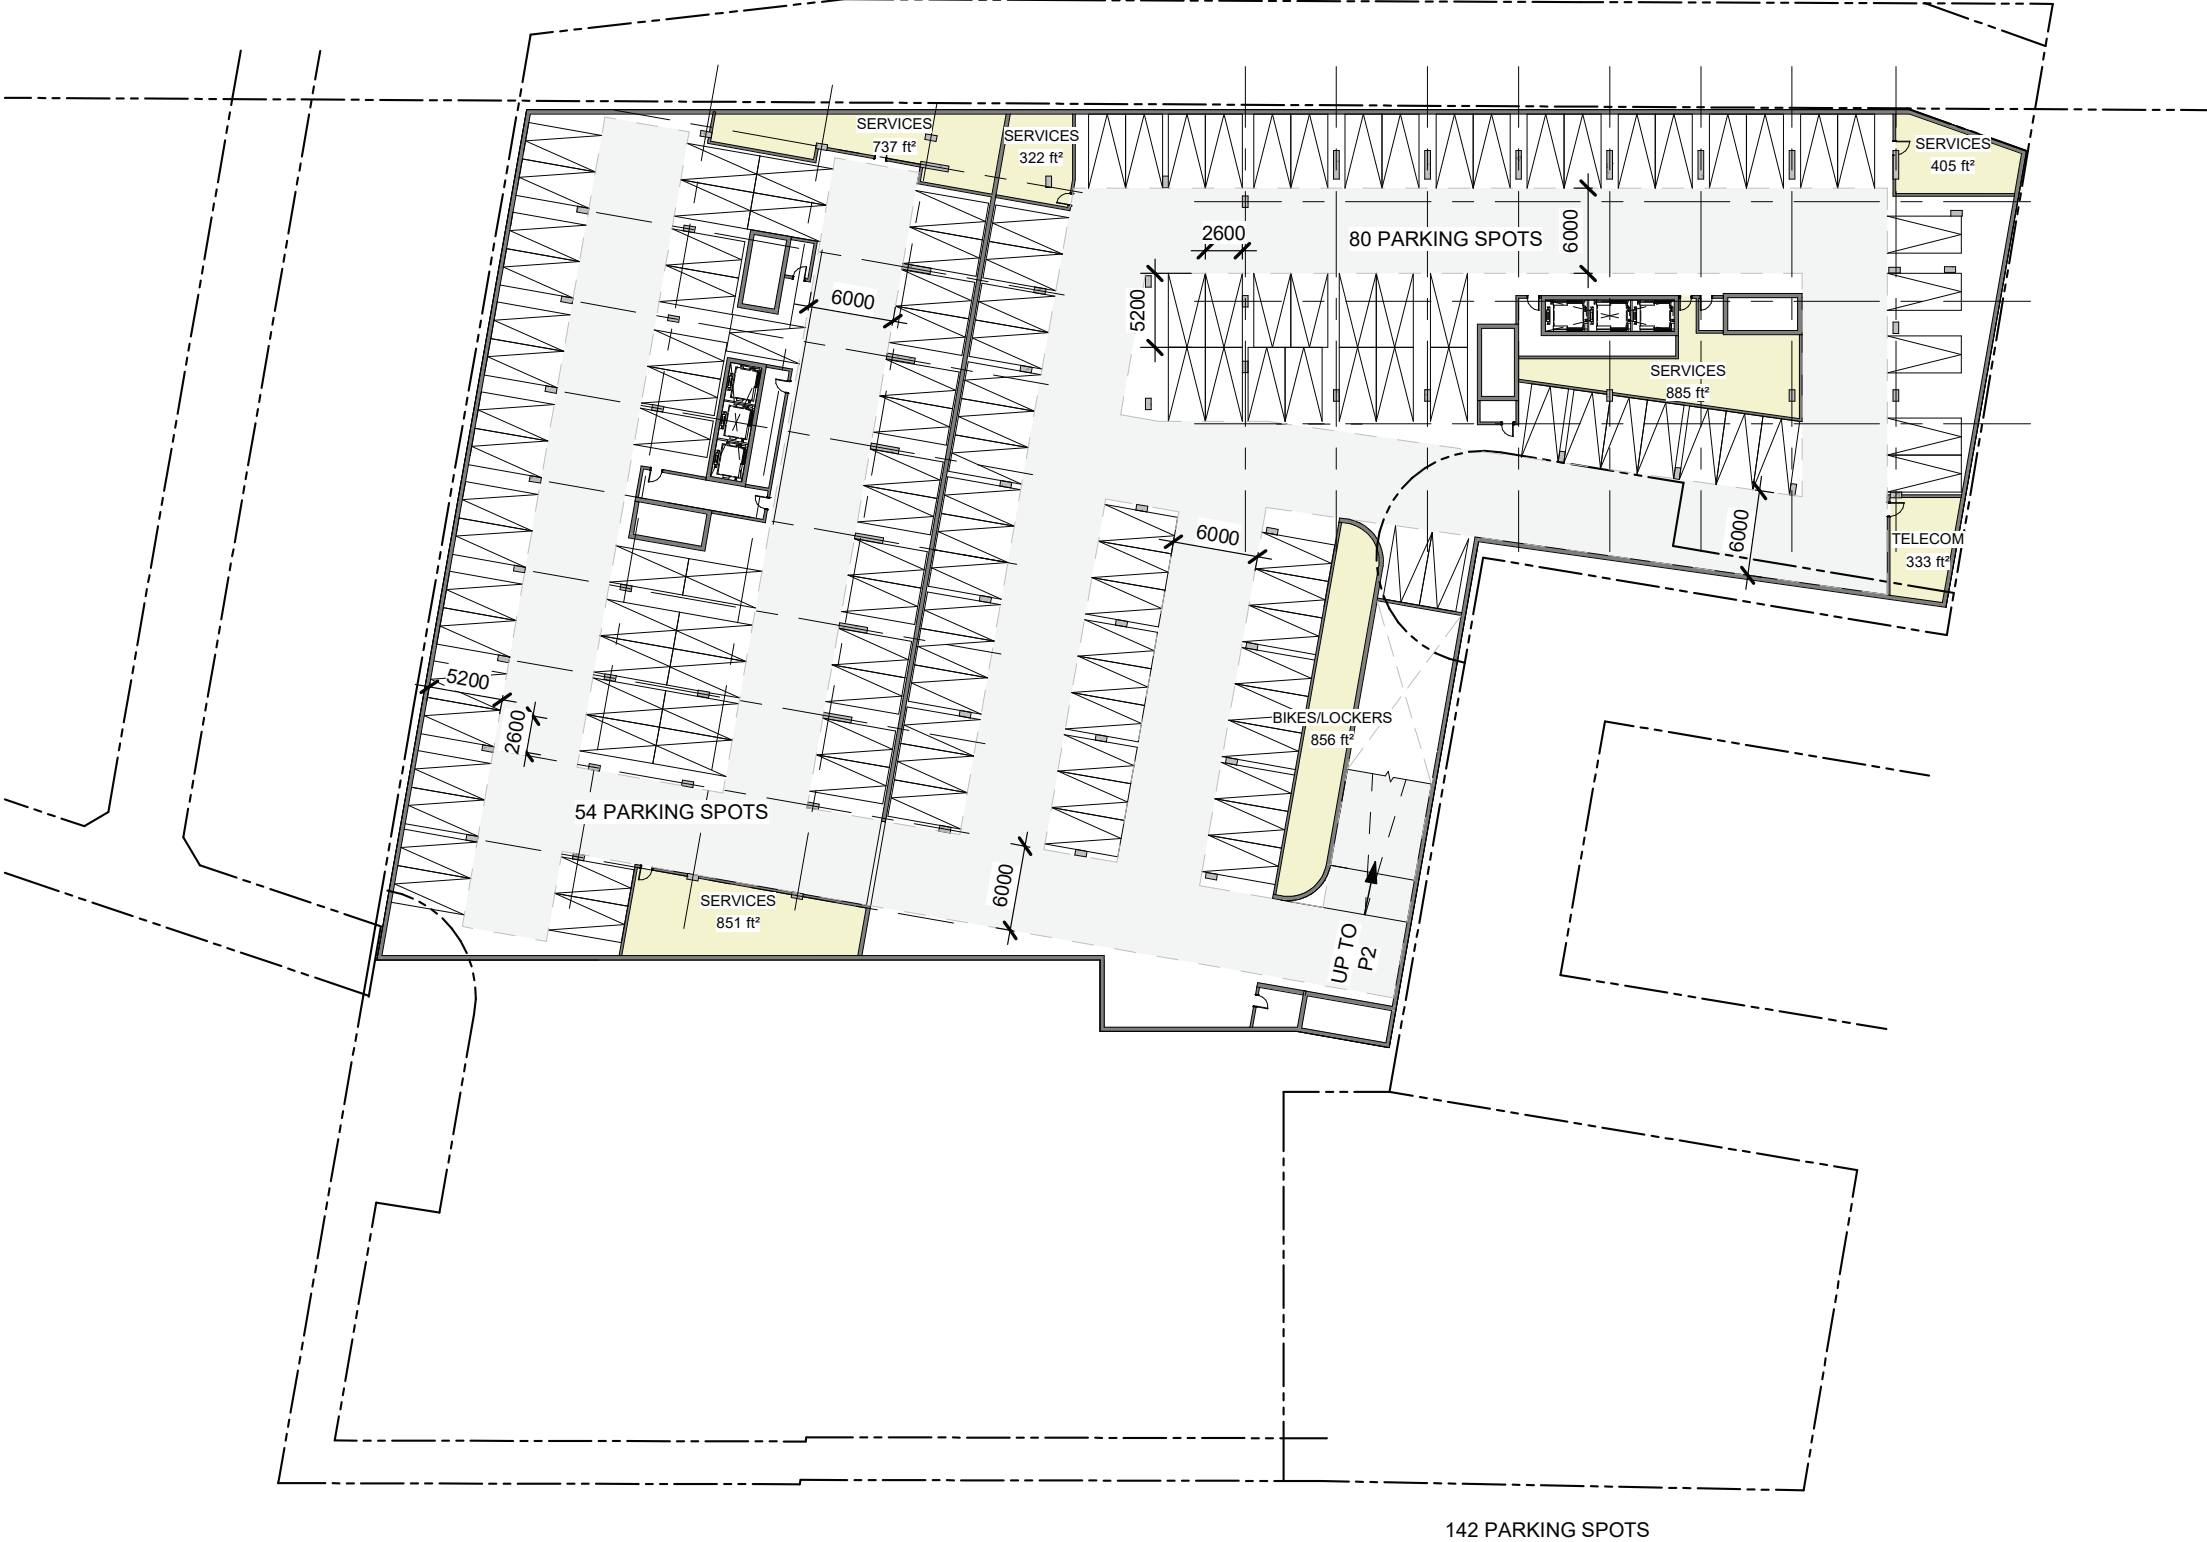 SERVICES
737 ft²
SERVICES
322 ft²
SERVICES
405 ft²
2600
80 PARKING SPOTS
6000
6000
5200
SERVICES
885 ft²
6000
6000
TELECOM
333 ft²
5200
2600
BIKES/LOCKERS
856 ft²
54 PARKING SPOTS
6000
SERVICES
851 ft²
UP TO
P2
142 PARKING SPOTS